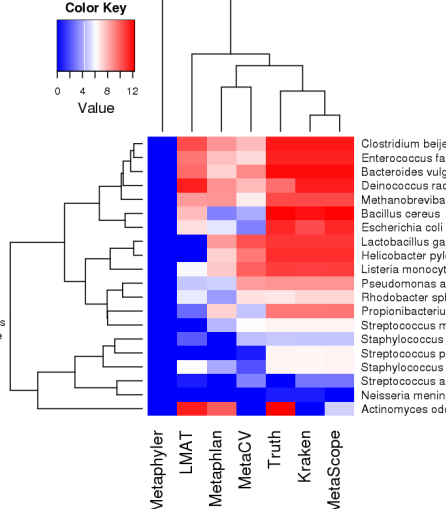 Color Key
0 4 8 12
Value
Clostridium beije
Enterococcus fa
Bacteroides vulg
Deinococcus rad
Methanobreviba
Bacillus cereus
Escherichia coli
Lactobacillus ga
Helicobacter pylo
Listeria monocyt
Pseudomonas a
Rhodobacter sph
Propionibacteriu
Streptococcus m
Staphylococcus
Streptococcus p
Staphylococcus
Streptococcus a
Neisseria mening
Actinomyces odo
Metaphyler
LMAT
Metaphlan
MetaCV
Truth
Kraken
MetaScope